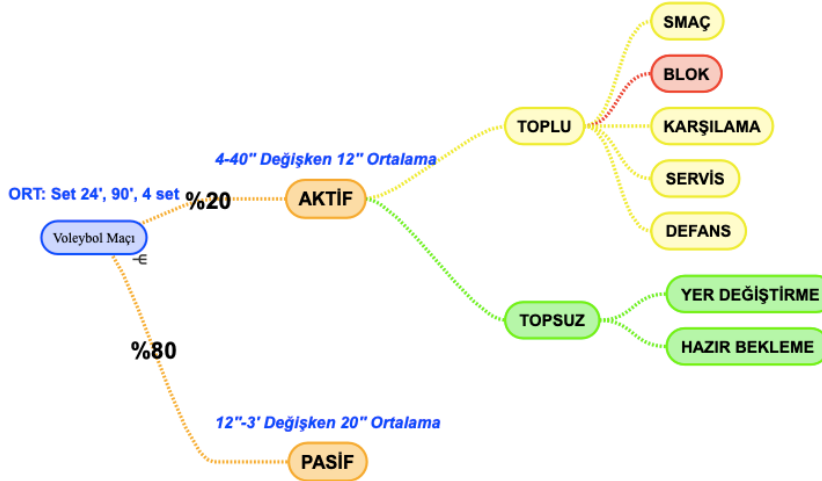 SMAÇ
BLOK
TOPLU
KARŞILAMA
4-40" Değişken 12" Ortalama
SERVİS
ORT: Set 24', 90', 4 set
%20
AKTİF
DEFANS
Voleybol Maçı
YER DEĞİŞTİRME
TOPSUZ
HAZIR BEKLEME
%80
12"-3' Değişken 20" Ortalama
PASİF